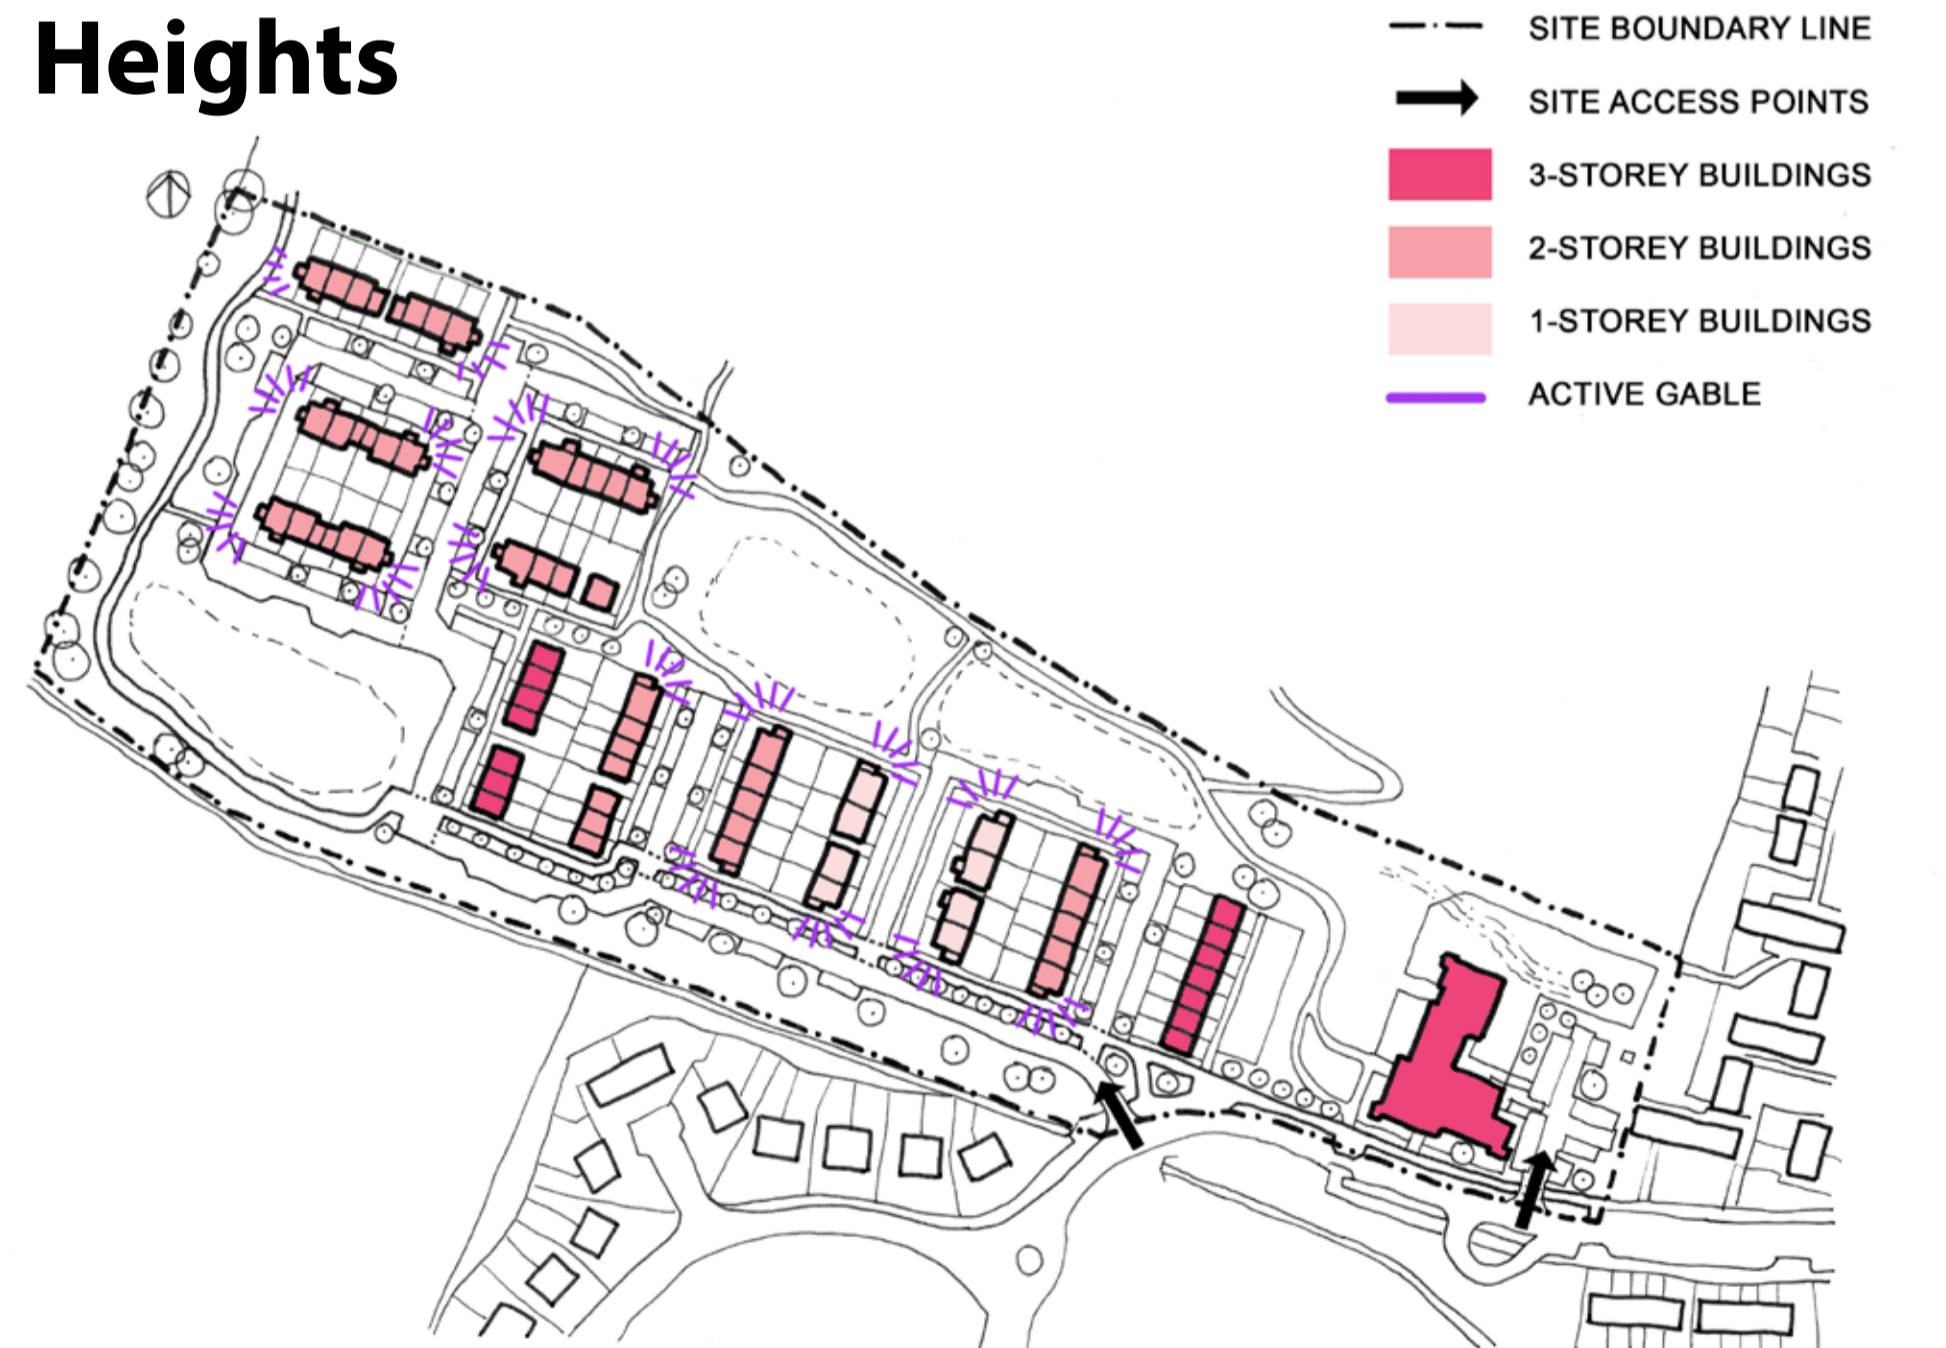 Heights
SITE BOUNDARY LINE
SITE ACCESS POINTS
3-STOREY BUILDINGS
2-STOREY BUILDINGS
1-STOREY BUILDINGS
ACTIVE GABLE